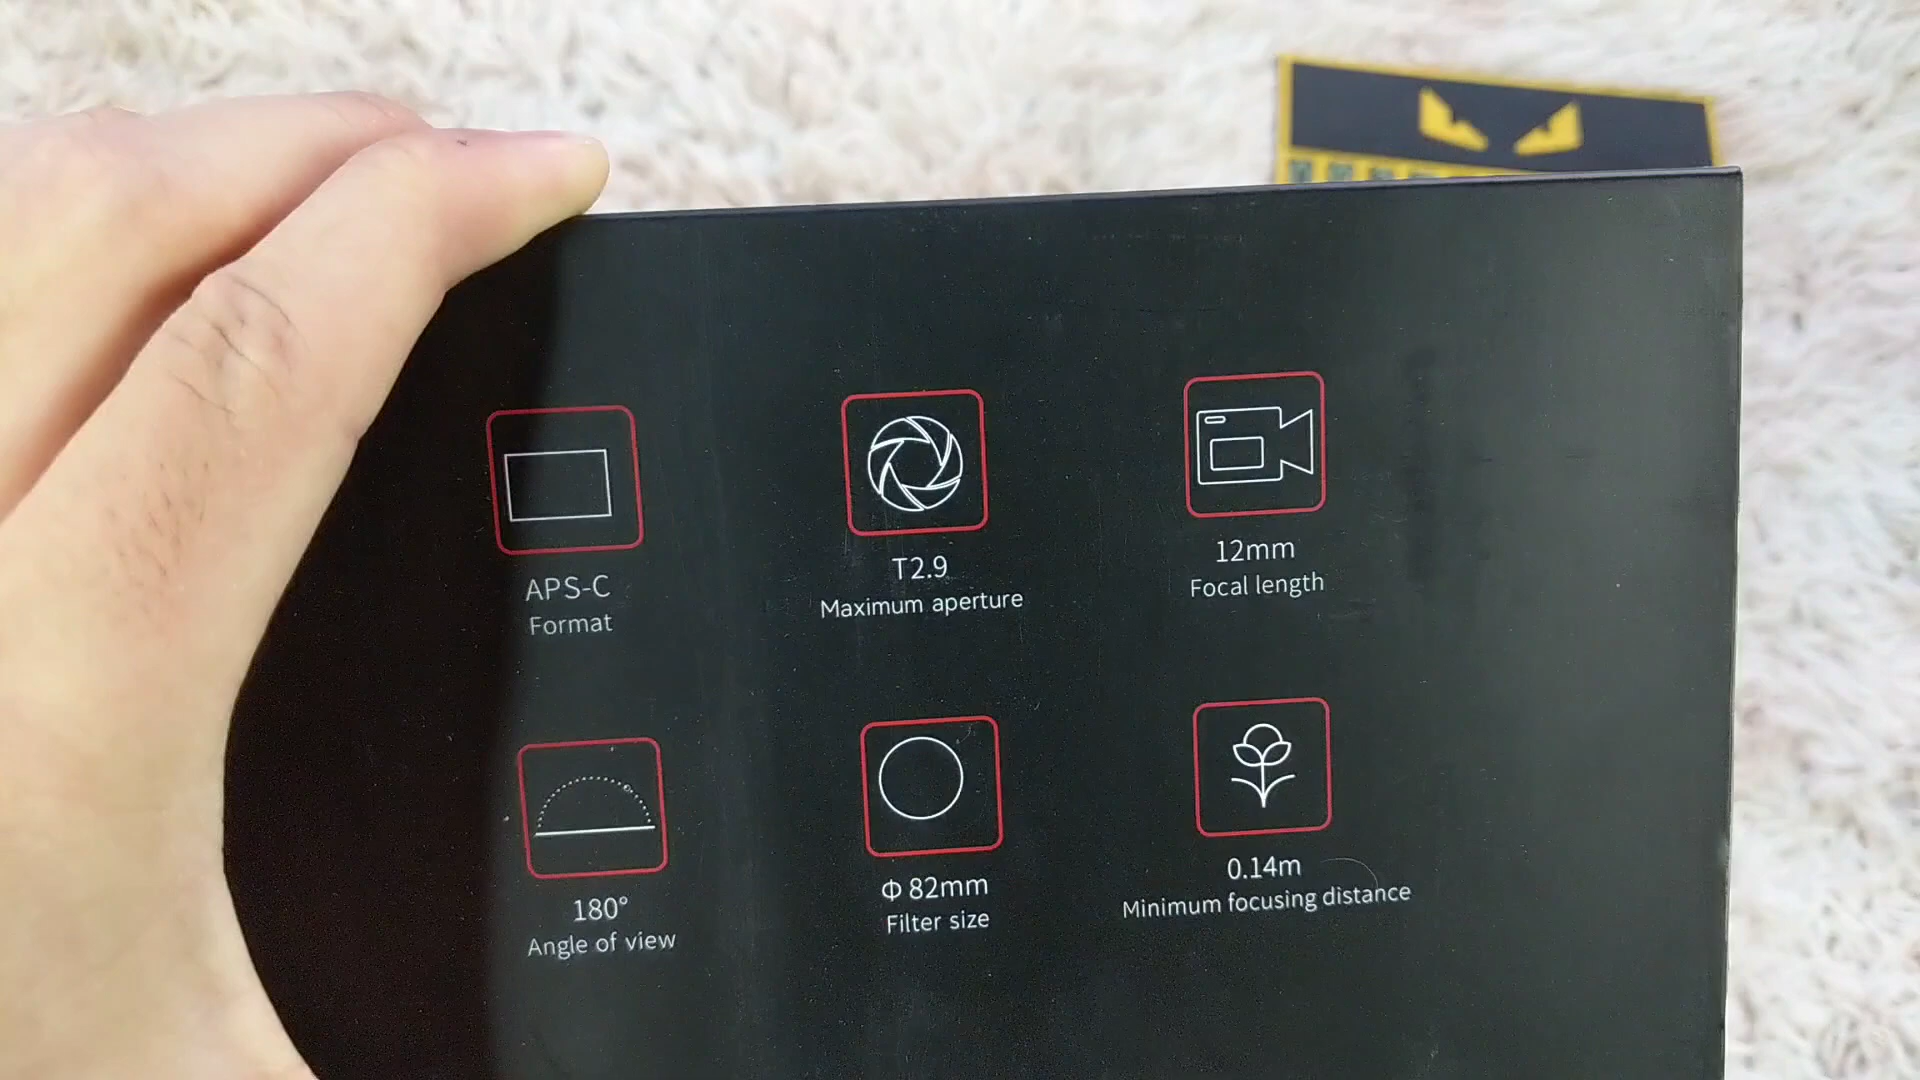 APS-C
Format
T2.9
Maximum aperture
12mm
Focal length
180°
Angle of view
Φ 82mm
Filter size
0.14m
Minimum focusing distance